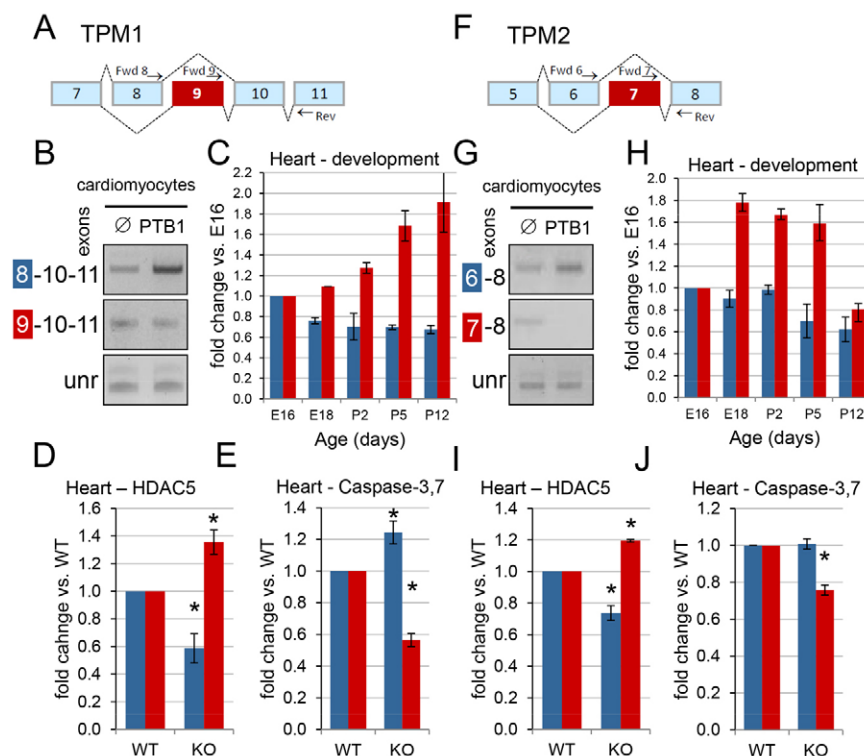 A TPM1
Fwd 8 Fwd 9
7 8 9 10 11
Rev
F TPM2
Fwd 6 Fwd 7
5 6 7 8
Rev
B
cardiomyocytes
exons
Ø PTB1
8-10-11
9-10-11
unr
C
Heart - development
fold change vs. E16
2.2
2.0
1.8
1.6
1.4
1.2
1.0
0.8
0.6
0.4
0.2
0.0
E16 E18 P2 P5 P12
Age (days)
G
cardiomyocytes
exons
Ø PTB1
6-8
7-8
unr
H
Heart - development
fold change vs. E16
2.0
1.8
1.6
1.4
1.2
1.0
0.8
0.6
0.4
0.2
0.0
E16 E18 P2 P5 P12
Age (days)
D
Heart – HDAC5
fold cahnge vs. WT
1.6
1.4
1.2
1.0
0.8
0.6
0.4
0.2
0.0
* *
WT KO
E
Heart - Caspase-3,7
fold change vs. WT
1.4
1.2
1.0
0.8
0.6
0.4
0.2
0.0
* *
WT KO
I
Heart – HDAC5
fold change vs. WT
1.4
1.2
1.0
0.8
0.6
0.4
0.2
0.0
* *
WT KO
J
Heart - Caspase-3,7
fold change vs. WT
1.2
1.0
0.8
0.6
0.4
0.2
0.0
*
WT KO